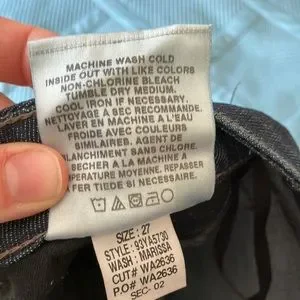 MACHINE WASH COLD
INSIDE OUT WITH LIKE COLORS
NON-CHLORINE BLEACH
TUMBLE DRY MEDIUM.
COOL IRON IF NECESSARY.
NETTOYAGE A SEC RECOMMANDE.
LAVER EN MACHINE A L'EAU
FROIDE AVEC COULEURS
SIMILAIRES. AGENT DE
BLANCHIMENT SANS CHLORE.
SECHER A LA MACHINE A
TEMPERATURE MOYENNE. REPASSER
FER TIEDE SI NECESSAIRE.
SIZE: 27
STYLE: 93YA5730
WASH: MARISSA
CUT# WA2636
P.O# WA2636
SEC: 02